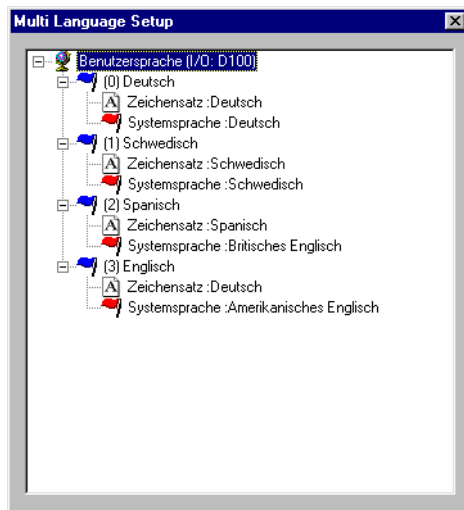 Multi Language Setup
Benutzersprache (I/O: D100)
(0) Deutsch
A Zeichensatz :Deutsch
Systemsprache :Deutsch
(1) Schwedisch
A Zeichensatz :Schwedisch
Systemsprache :Schwedisch
(2) Spanisch
A Zeichensatz :Spanisch
Systemsprache :Britisches Englisch
(3) Englisch
A Zeichensatz :Deutsch
Systemsprache :Amerikanisches Englisch